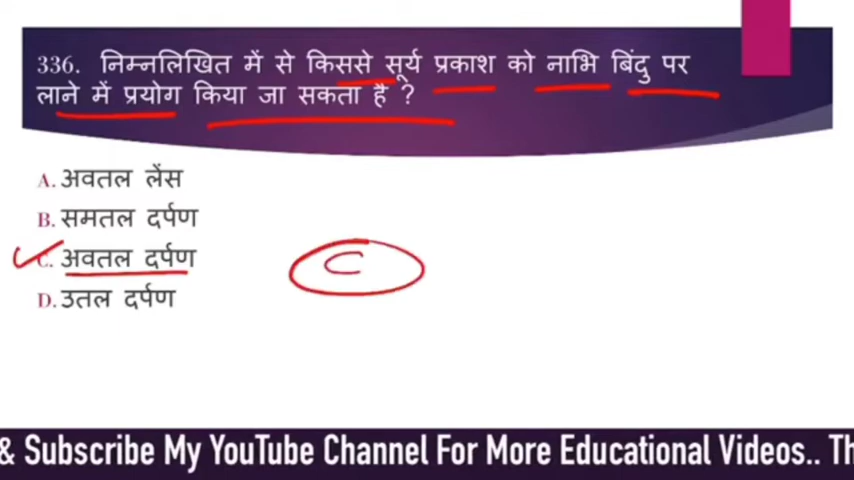 336. निम्नलिखित में से किससे सूर्य प्रकाश को नाभि बिंदु पर
लाने में प्रयोग किया जा सकता है ?
A. अवतल लेंस
B. समतल दर्पण
C. अवतल दर्पण
C
D. उतल दर्पण
& Subscribe My YouTube Channel For More Educational Videos.. Th